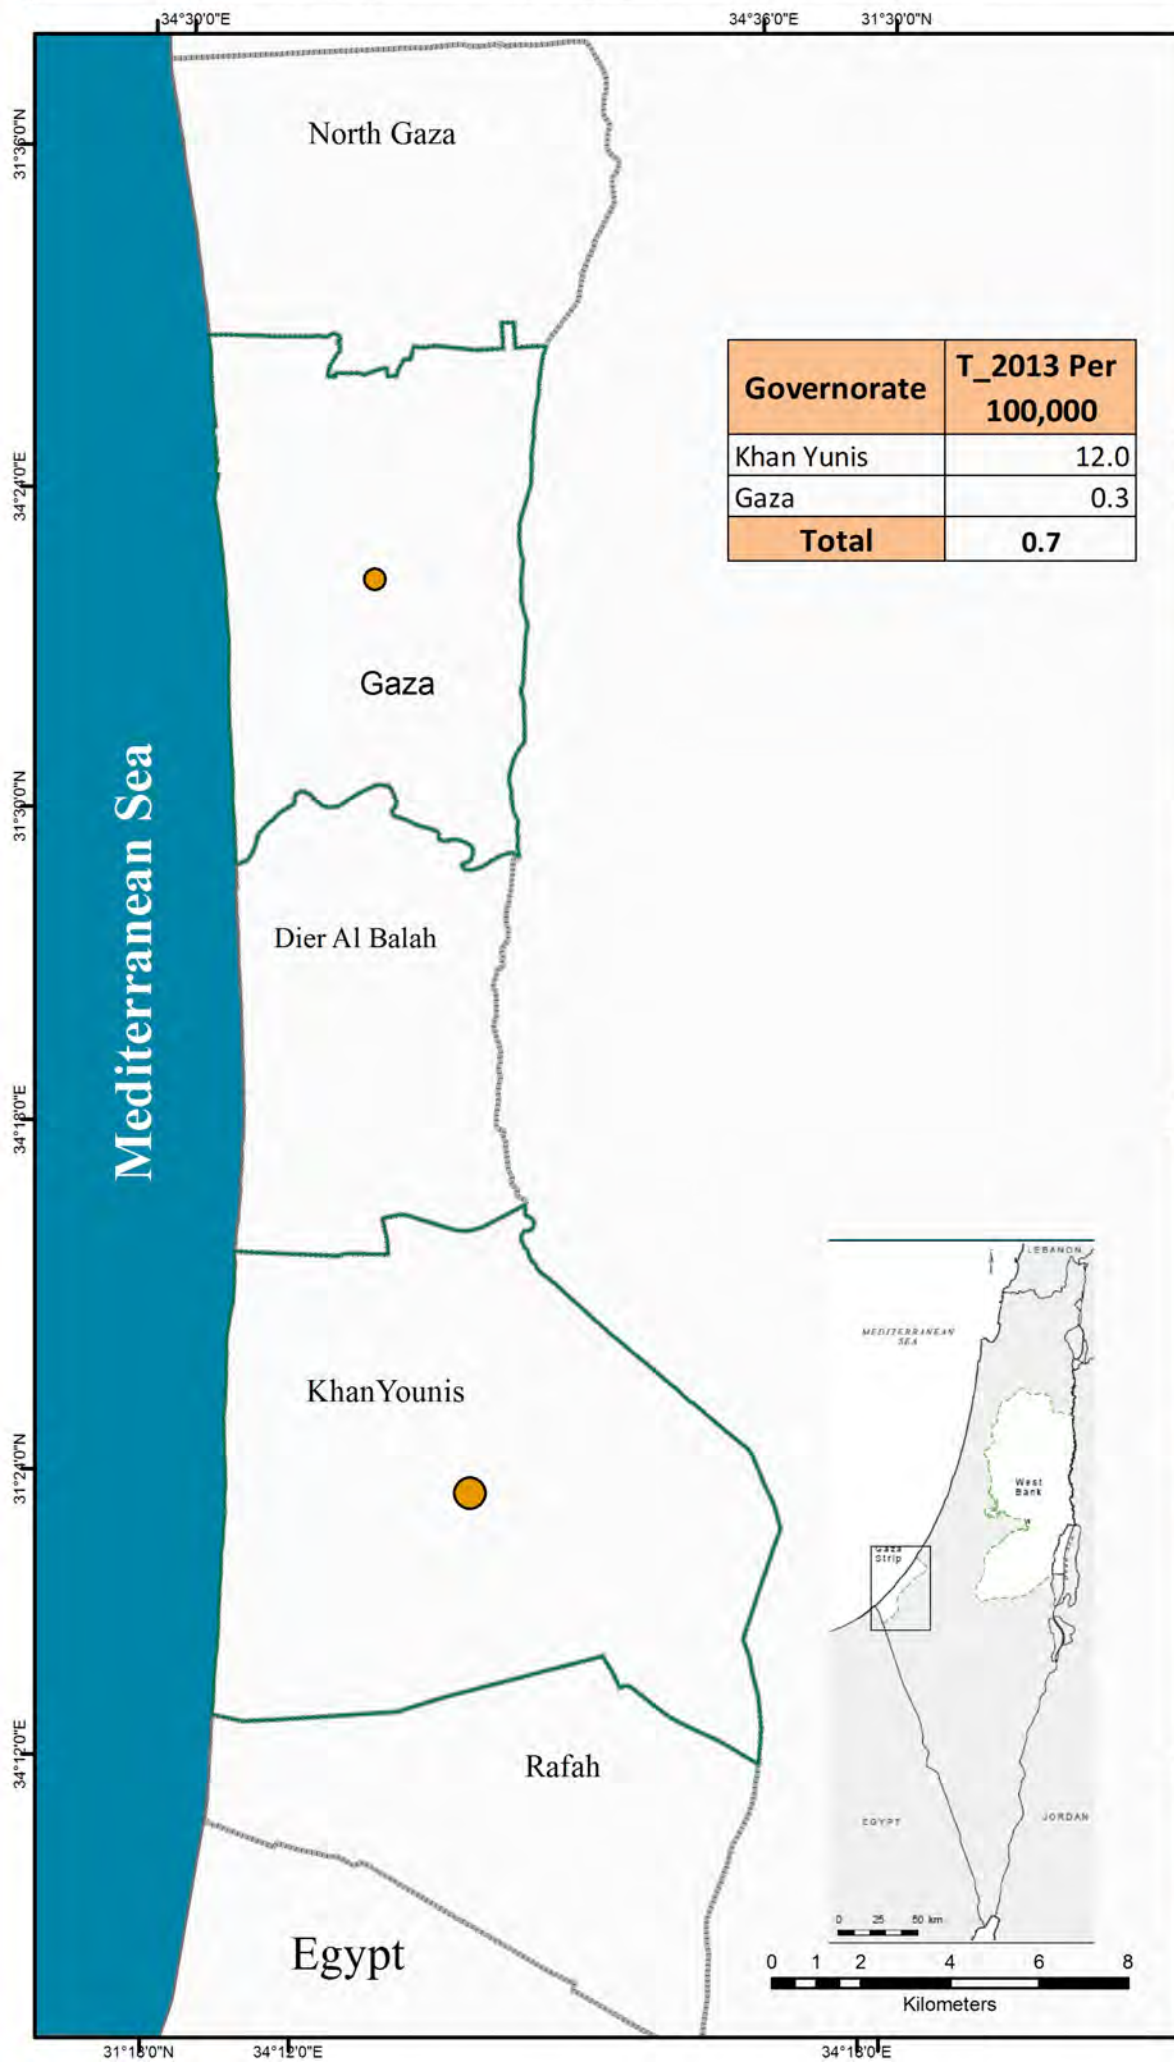 34°30'0"E
34°36'0"E
31°30'0"N
31°36'0"N
North Gaza
Governorate
T_2013 Per
100,000
Khan Yunis
12.0
Gaza
0.3
Total
0.7
34°24'0"E
Gaza
Mediterranean Sea
31°30'0"N
Dier Al Balah
34°18'0"E
KhanYounis
31°24'0"N
Rafah
34°12'0"E
Egypt
LEBANON
MEDITERRANEAN
SEA
West
Bank
Gaza
Strip
EGYPT
JORDAN
0 25 50 km
0 1 2 4 6 8
Kilometers
31°18'0"N
34°12'0"E
34°18'0"E